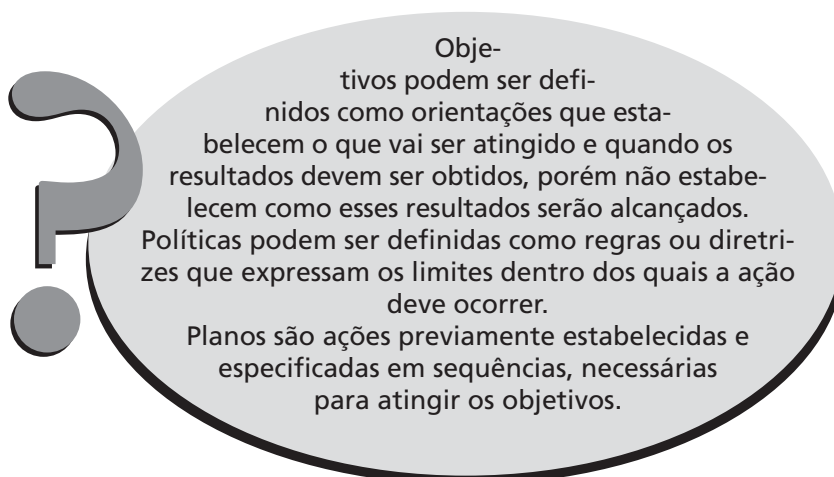 Obje-
tivos podem ser defi-
nidos como orientações que esta-
belecem o que vai ser atingido e quando os
resultados devem ser obtidos, porém não estabe-
lecem como esses resultados serão alcançados.
Políticas podem ser definidas como regras ou diretri-
zes que expressam os limites dentro dos quais a ação
deve ocorrer.
Planos são ações previamente estabelecidas e
especificadas em sequências, necessárias
para atingir os objetivos.